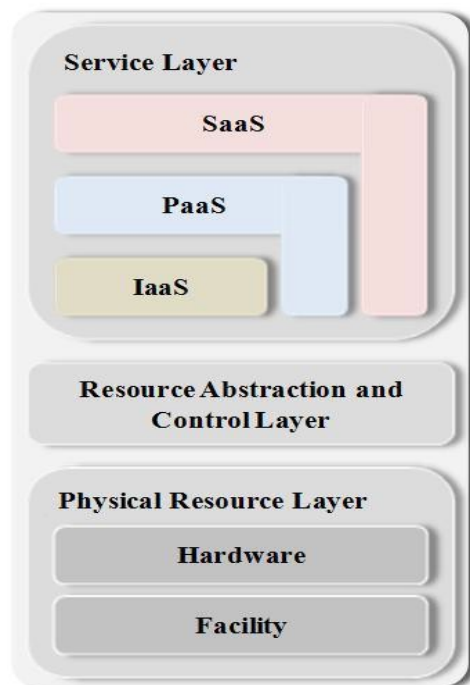 Service Layer
SaaS
PaaS
IaaS
Resource Abstraction and
Control Layer
Physical Resource Layer
Hardware
Facility